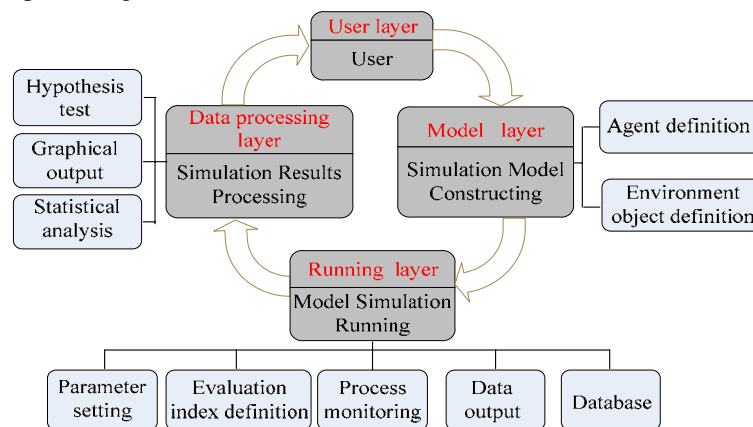 User layer
User
Hypothesis
test
Graphical
output
Statistical
analysis
Data processing
layer
Simulation Results
Processing
Model layer
Simulation Model
Constructing
Agent definition
Environment
object definition
Running layer
Model Simulation
Running
Parameter
setting
Evaluation
index definition
Process
monitoring
Data
output
Database